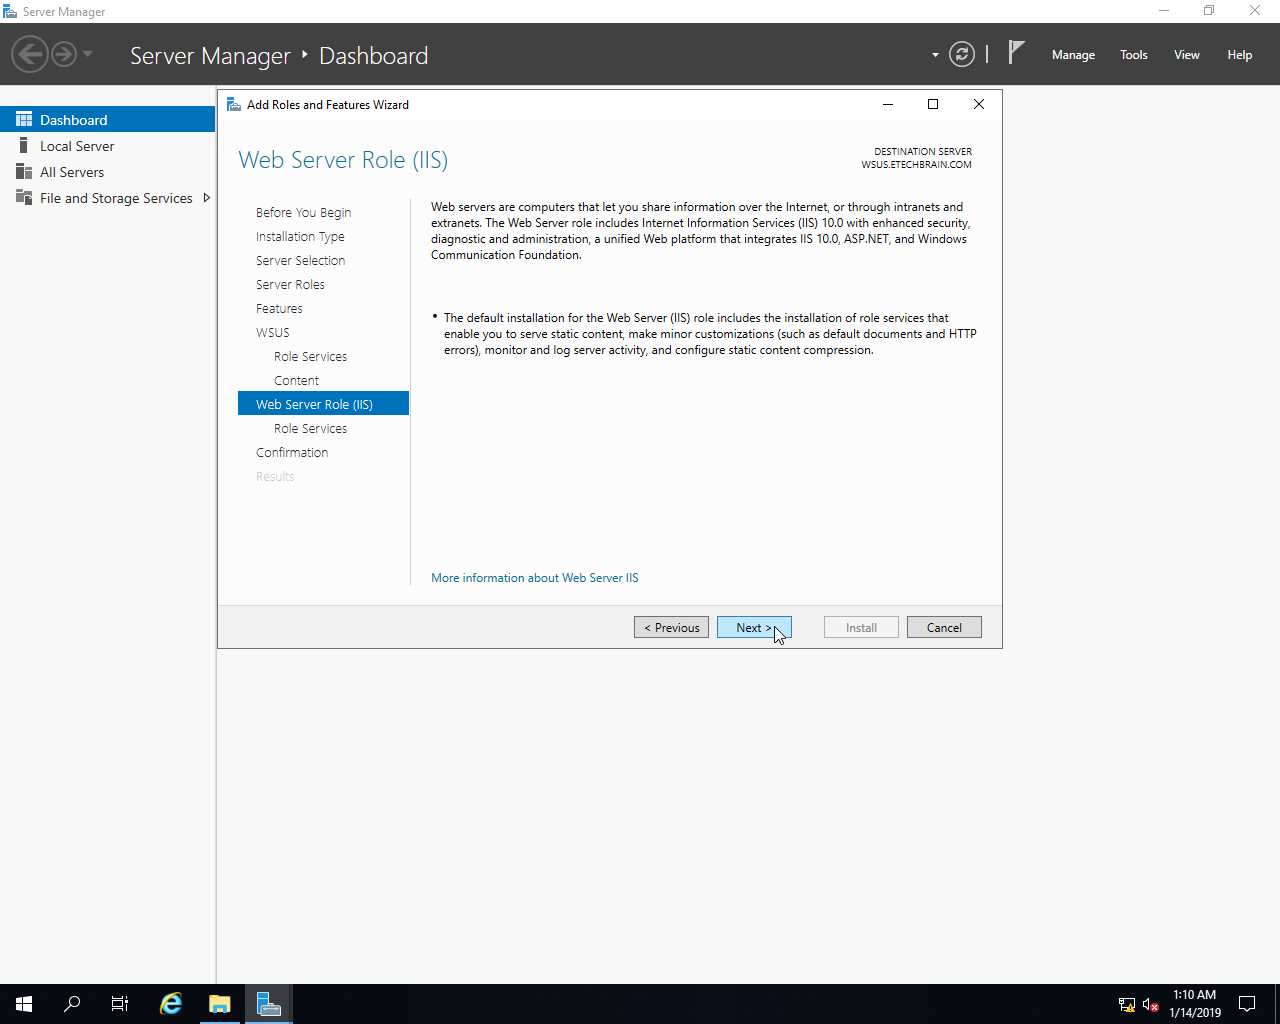 Server Manager
Server Manager ‣ Dashboard
Manage
Tools
View
Help
Dashboard
Local Server
All Servers
File and Storage Services
Add Roles and Features Wizard
Web Server Role (IIS)
DESTINATION SERVER
WSUS.ETECHBRAIN.COM
Before You Begin
Installation Type
Server Selection
Server Roles
Features
WSUS
Role Services
Content
Web Server Role (IIS)
Role Services
Confirmation
Results
Web servers are computers that let you share information over the Internet, or through intranets and
extranets. The Web Server role includes Internet Information Services (IIS) 10.0 with enhanced security,
diagnostic and administration, a unified Web platform that integrates IIS 10.0, ASP.NET, and Windows
Communication Foundation.
• The default installation for the Web Server (IIS) role includes the installation of role services that
enable you to serve static content, make minor customizations (such as default documents and HTTP
errors), monitor and log server activity, and configure static content compression.
More information about Web Server IIS
< Previous
Next >
Install
Cancel
1:10 AM
1/14/2019